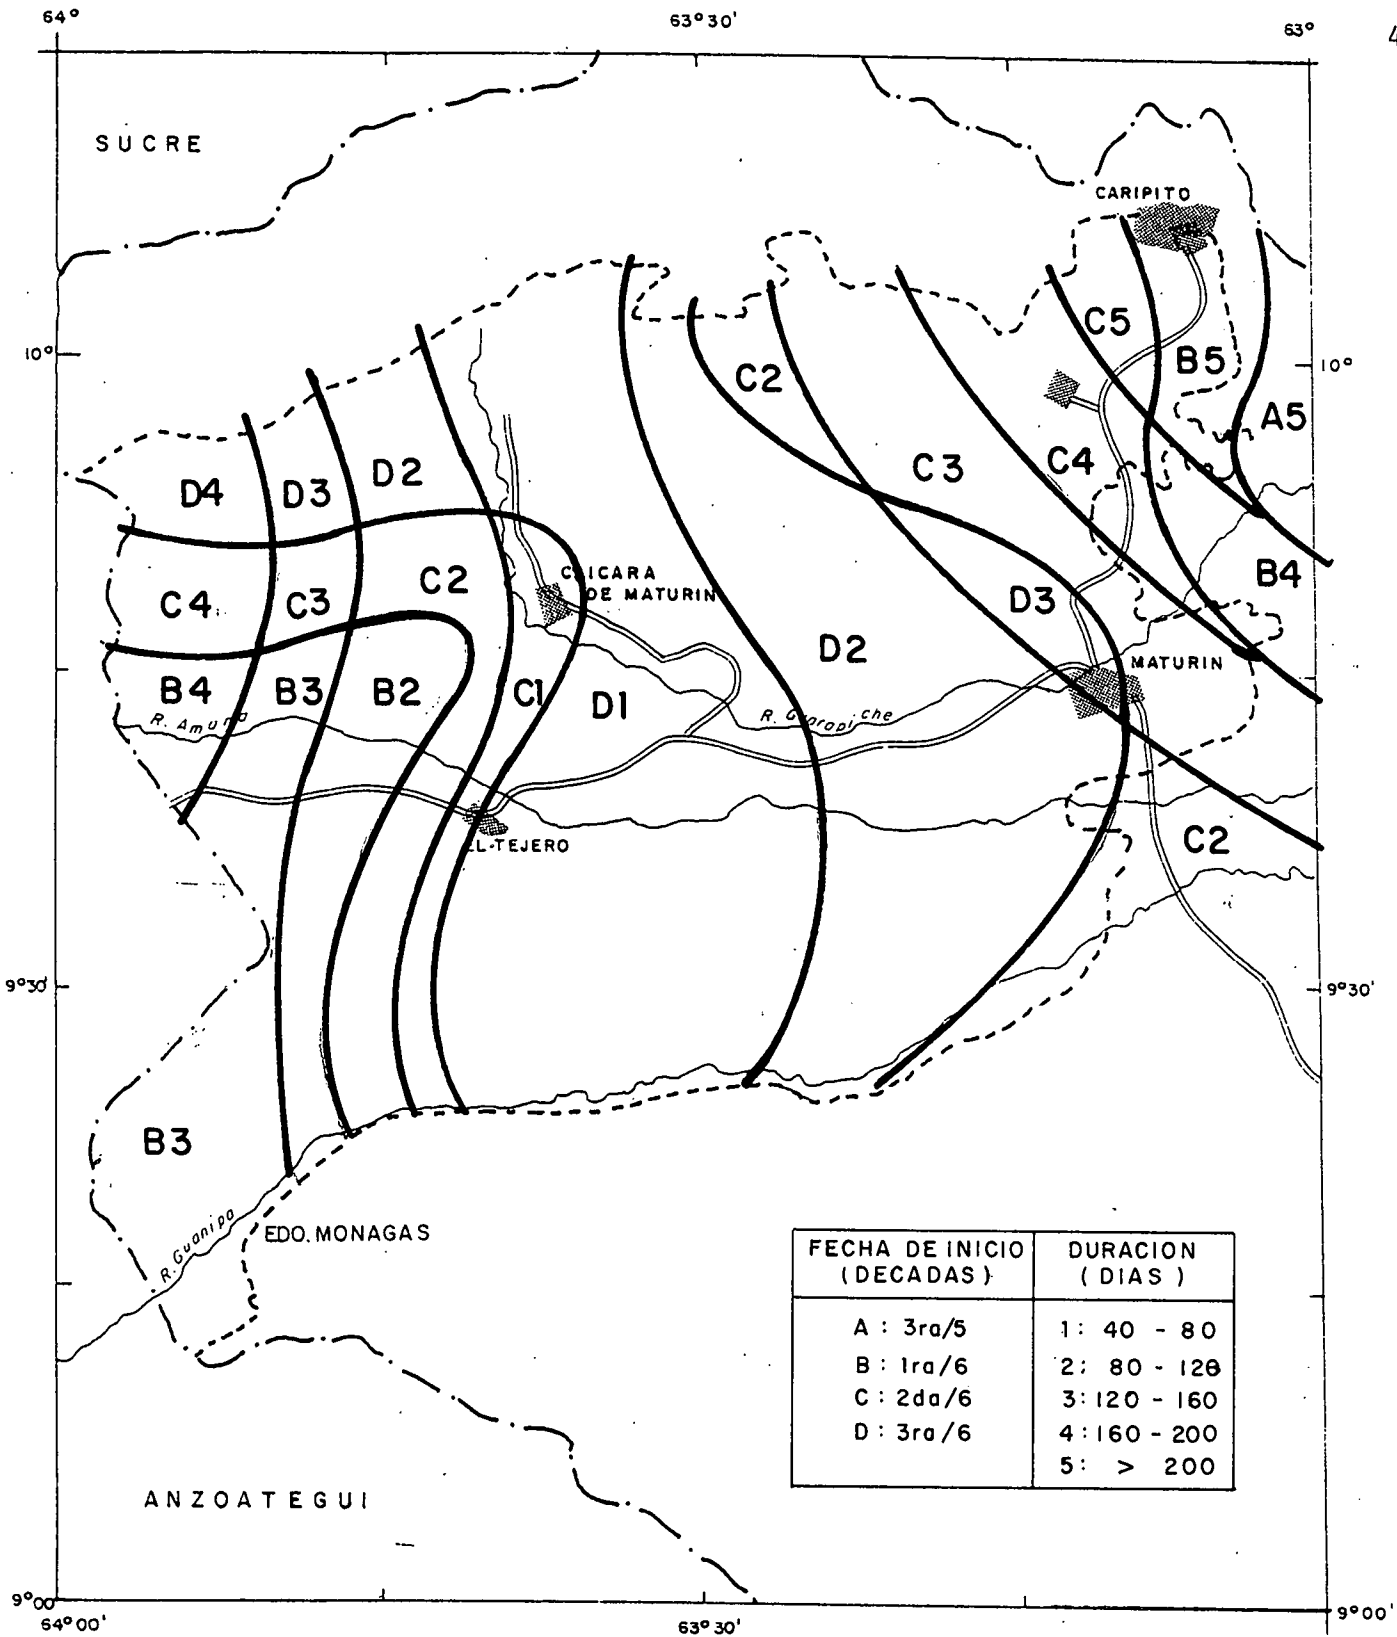 64° 63°30' 63° 4
SUCRE
CARIPITO
10° C5 10°
C2 B5
A5
D4 D3 D2 C3 C4
C4 C3 C2 CAICARA DE MATURIN D3 B4
D2
B4 B3 B2 C1 D1 MATURIN
R. Amana R. Guarapiche
EL-TEJERO C2
9°30' 9°30'
B3
R. Guanipa
EDO. MONAGAS
FECHA DE INICIO DURACION
(DECADAS) (DIAS)
A : 3ra/5 1: 40 - 80
B : 1ra/6 2: 80 - 120
C : 2da/6 3: 120 - 160
D : 3ra/6 4: 160 - 200
5: > 200
ANZOATEGUI
9°00' 9°00'
64°00' 63°30'